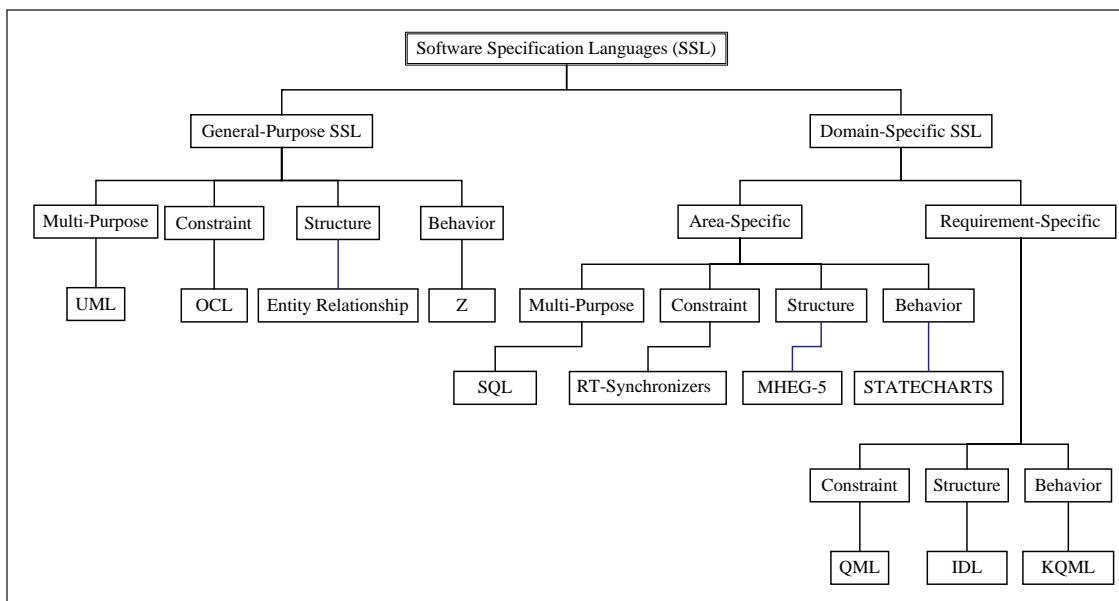 Software Specification Languages (SSL)
General-Purpose SSL
Domain-Specific SSL
Multi-Purpose
Constraint
Structure
Behavior
Area-Specific
Requirement-Specific
UML
OCL
Entity Relationship
Z
Multi-Purpose
Constraint
Structure
Behavior
SQL
RT-Synchronizers
MHEG-5
STATECHARTS
Constraint
Structure
Behavior
QML
IDL
KQML